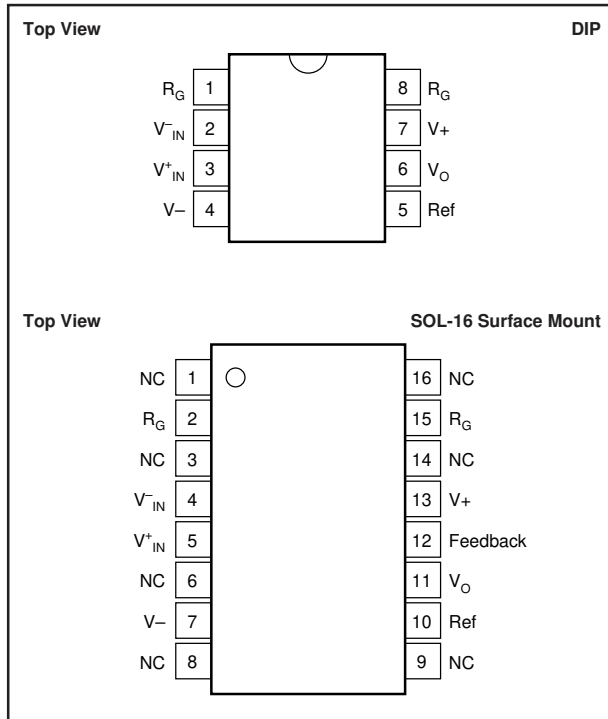 Top View DIP
R_G 1 8 R_G
V⁻_IN 2 7 V+
V⁺_IN 3 6 V_O
V– 4 5 Ref
Top View SOL-16 Surface Mount
NC 1 16 NC
R_G 2 15 R_G
NC 3 14 NC
V⁻_IN 4 13 V+
V⁺_IN 5 12 Feedback
NC 6 11 V_O
V– 7 10 Ref
NC 8 9 NC